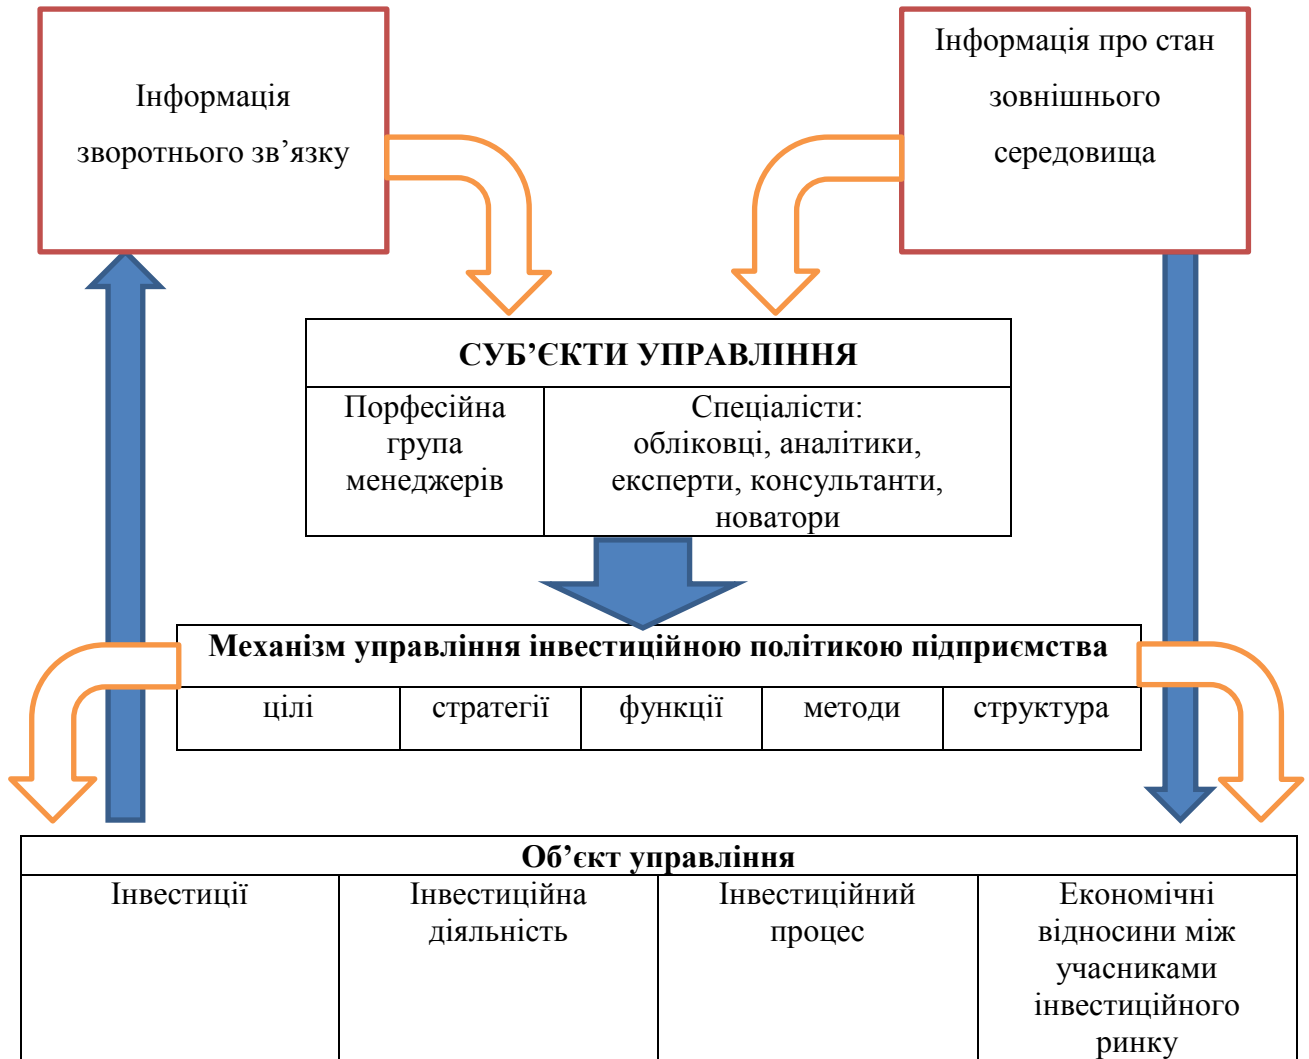 Інформація
зворотнього зв’язку
Інформація про стан
зовнішнього
середовища
СУБ’ЄКТИ УПРАВЛІННЯ
Порфесійна
група
менеджерів
Спеціалісти:
обліковці, аналітики,
експерти, консультанти,
новатори
Механізм управління інвестиційною політикою підприємства
цілі
стратегії
функції
методи
структура
Об’єкт управління
Інвестиції
Інвестиційна
діяльність
Інвестиційний
процес
Економічні
відносини між
учасниками
інвестиційного
ринку